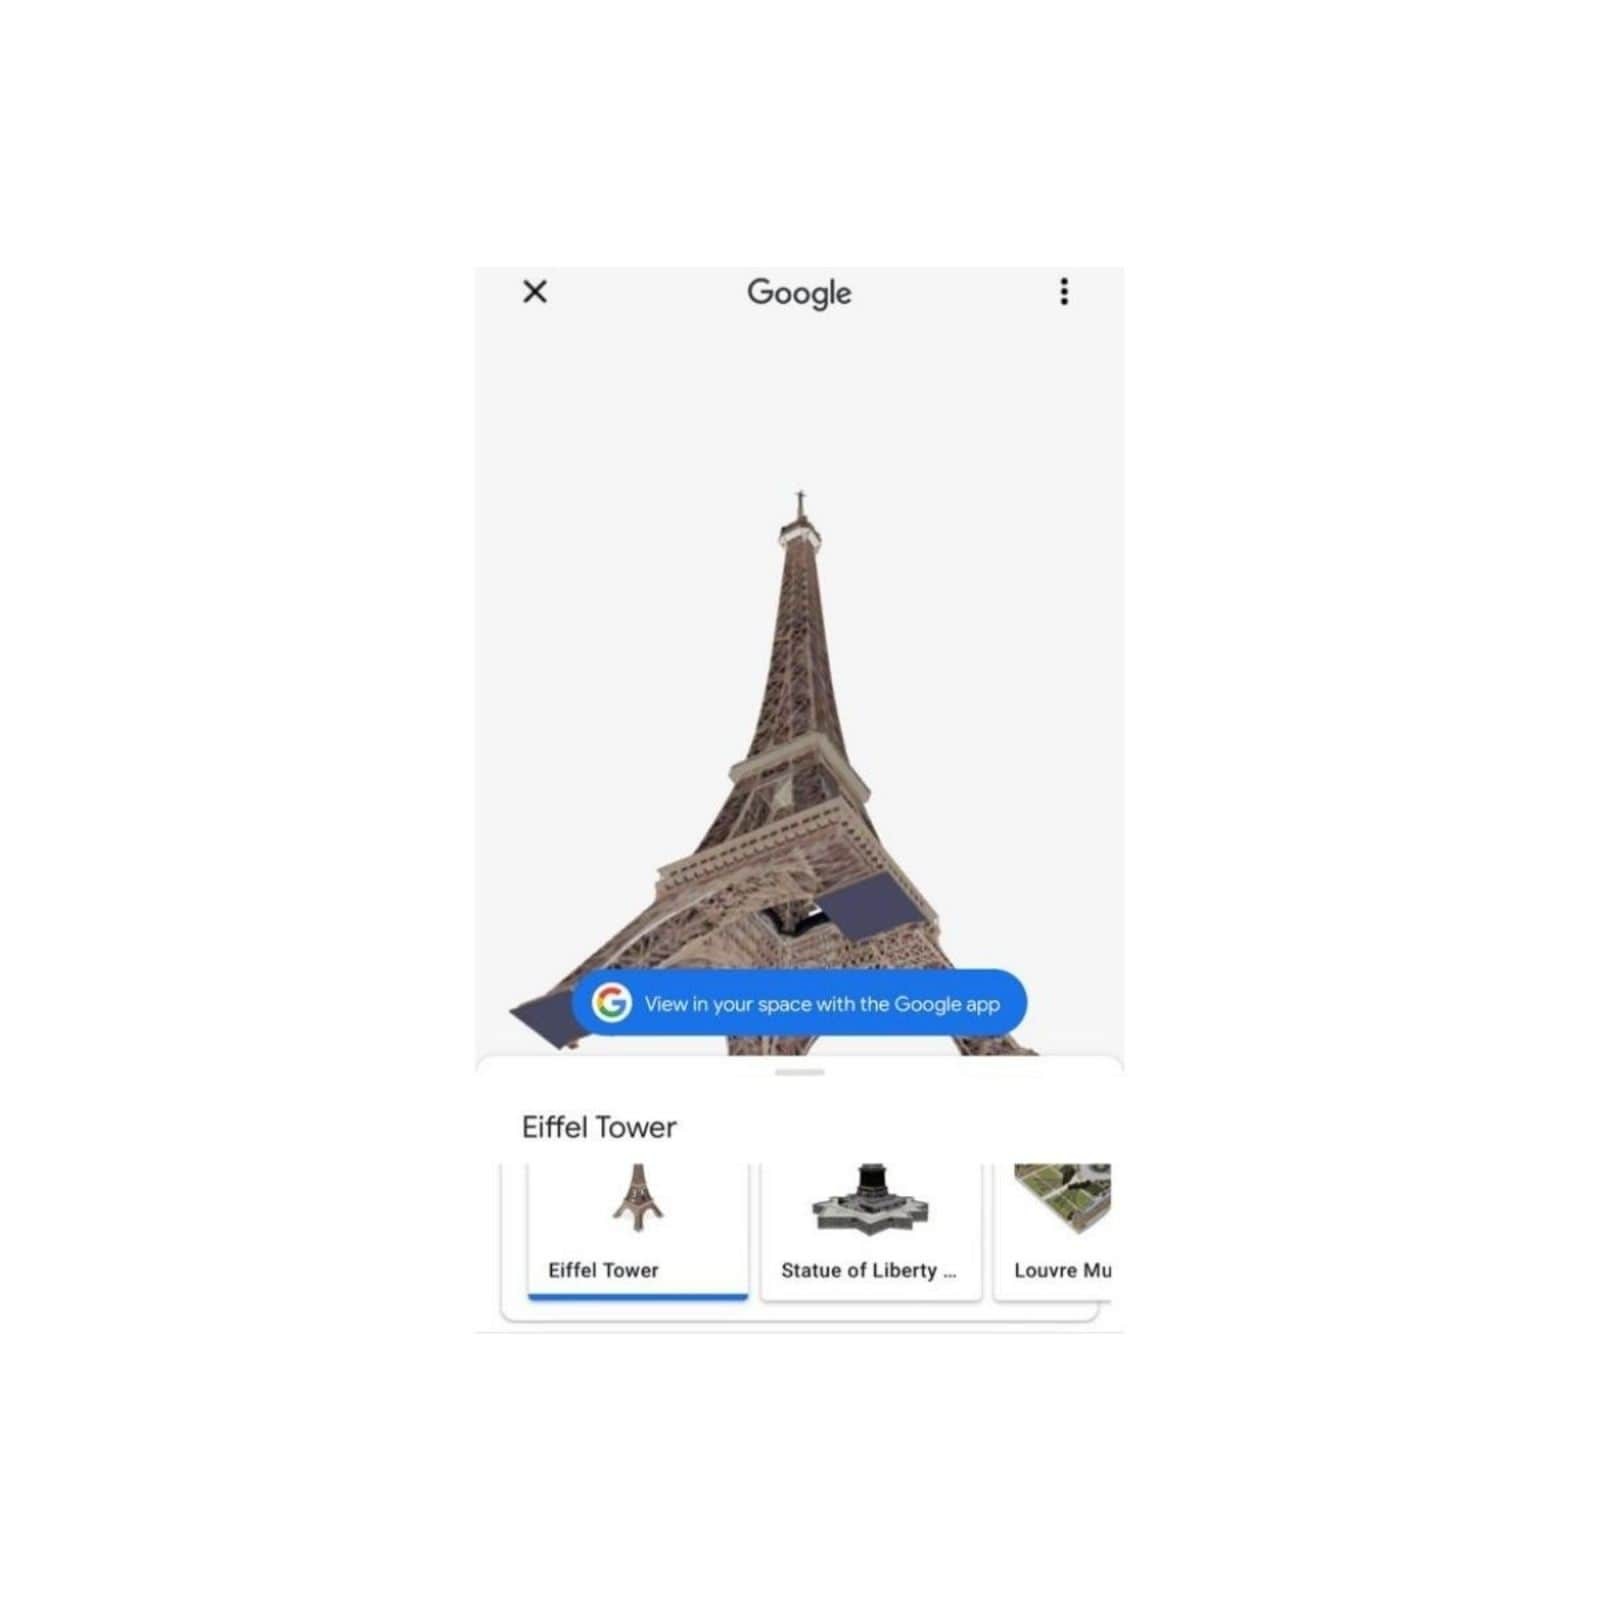 Google
View in your space with the Google app
Eiffel Tower
Eiffel Tower
Statue of Liberty ...
Louvre Mu